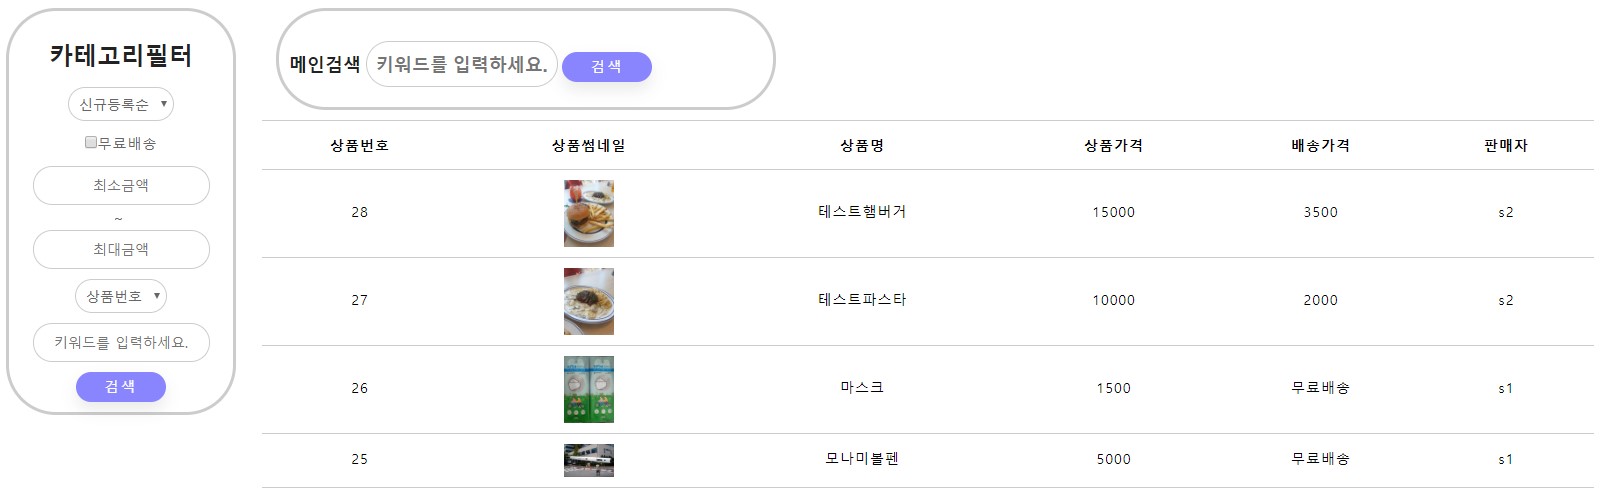 카테고리필터
신규등록순
무료배송
최소금액
~
최대금액
상품번호
키워드를 입력하세요.
검색
메인검색 키워드를 입력하세요. 검색
상품번호 상품썸네일 상품명 상품가격 배송가격 판매자
28 테스트햄버거 15000 3500 s2
27 테스트파스타 10000 2000 s2
26 마스크 1500 무료배송 s1
25 모나미볼펜 5000 무료배송 s1